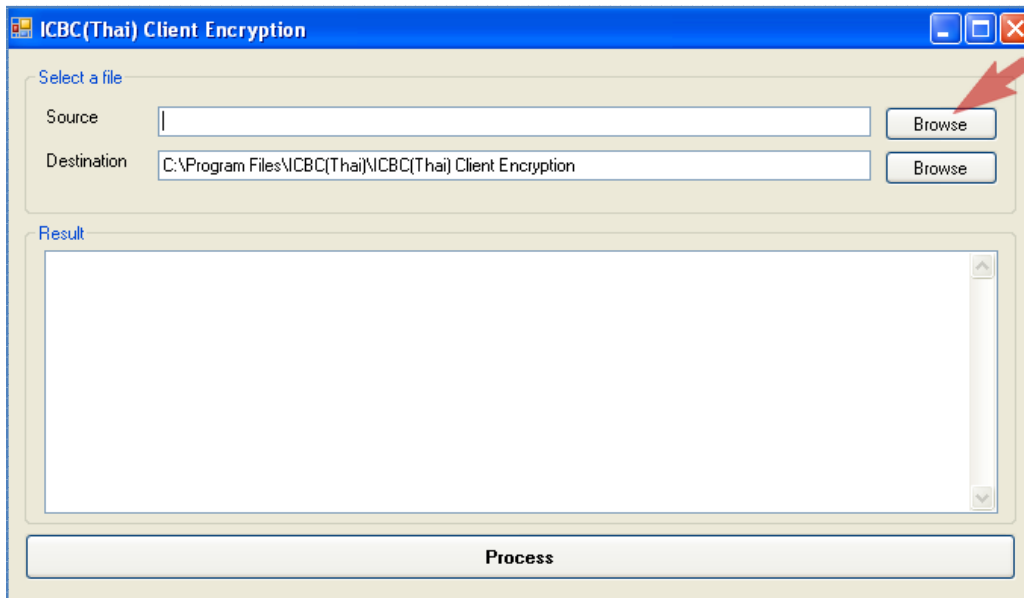 ICBC(Thai) Client Encryption
Select a file
Source
Browse
Destination
C:\Program Files\ICBC(Thai)\ICBC(Thai) Client Encryption
Browse
Result
Process